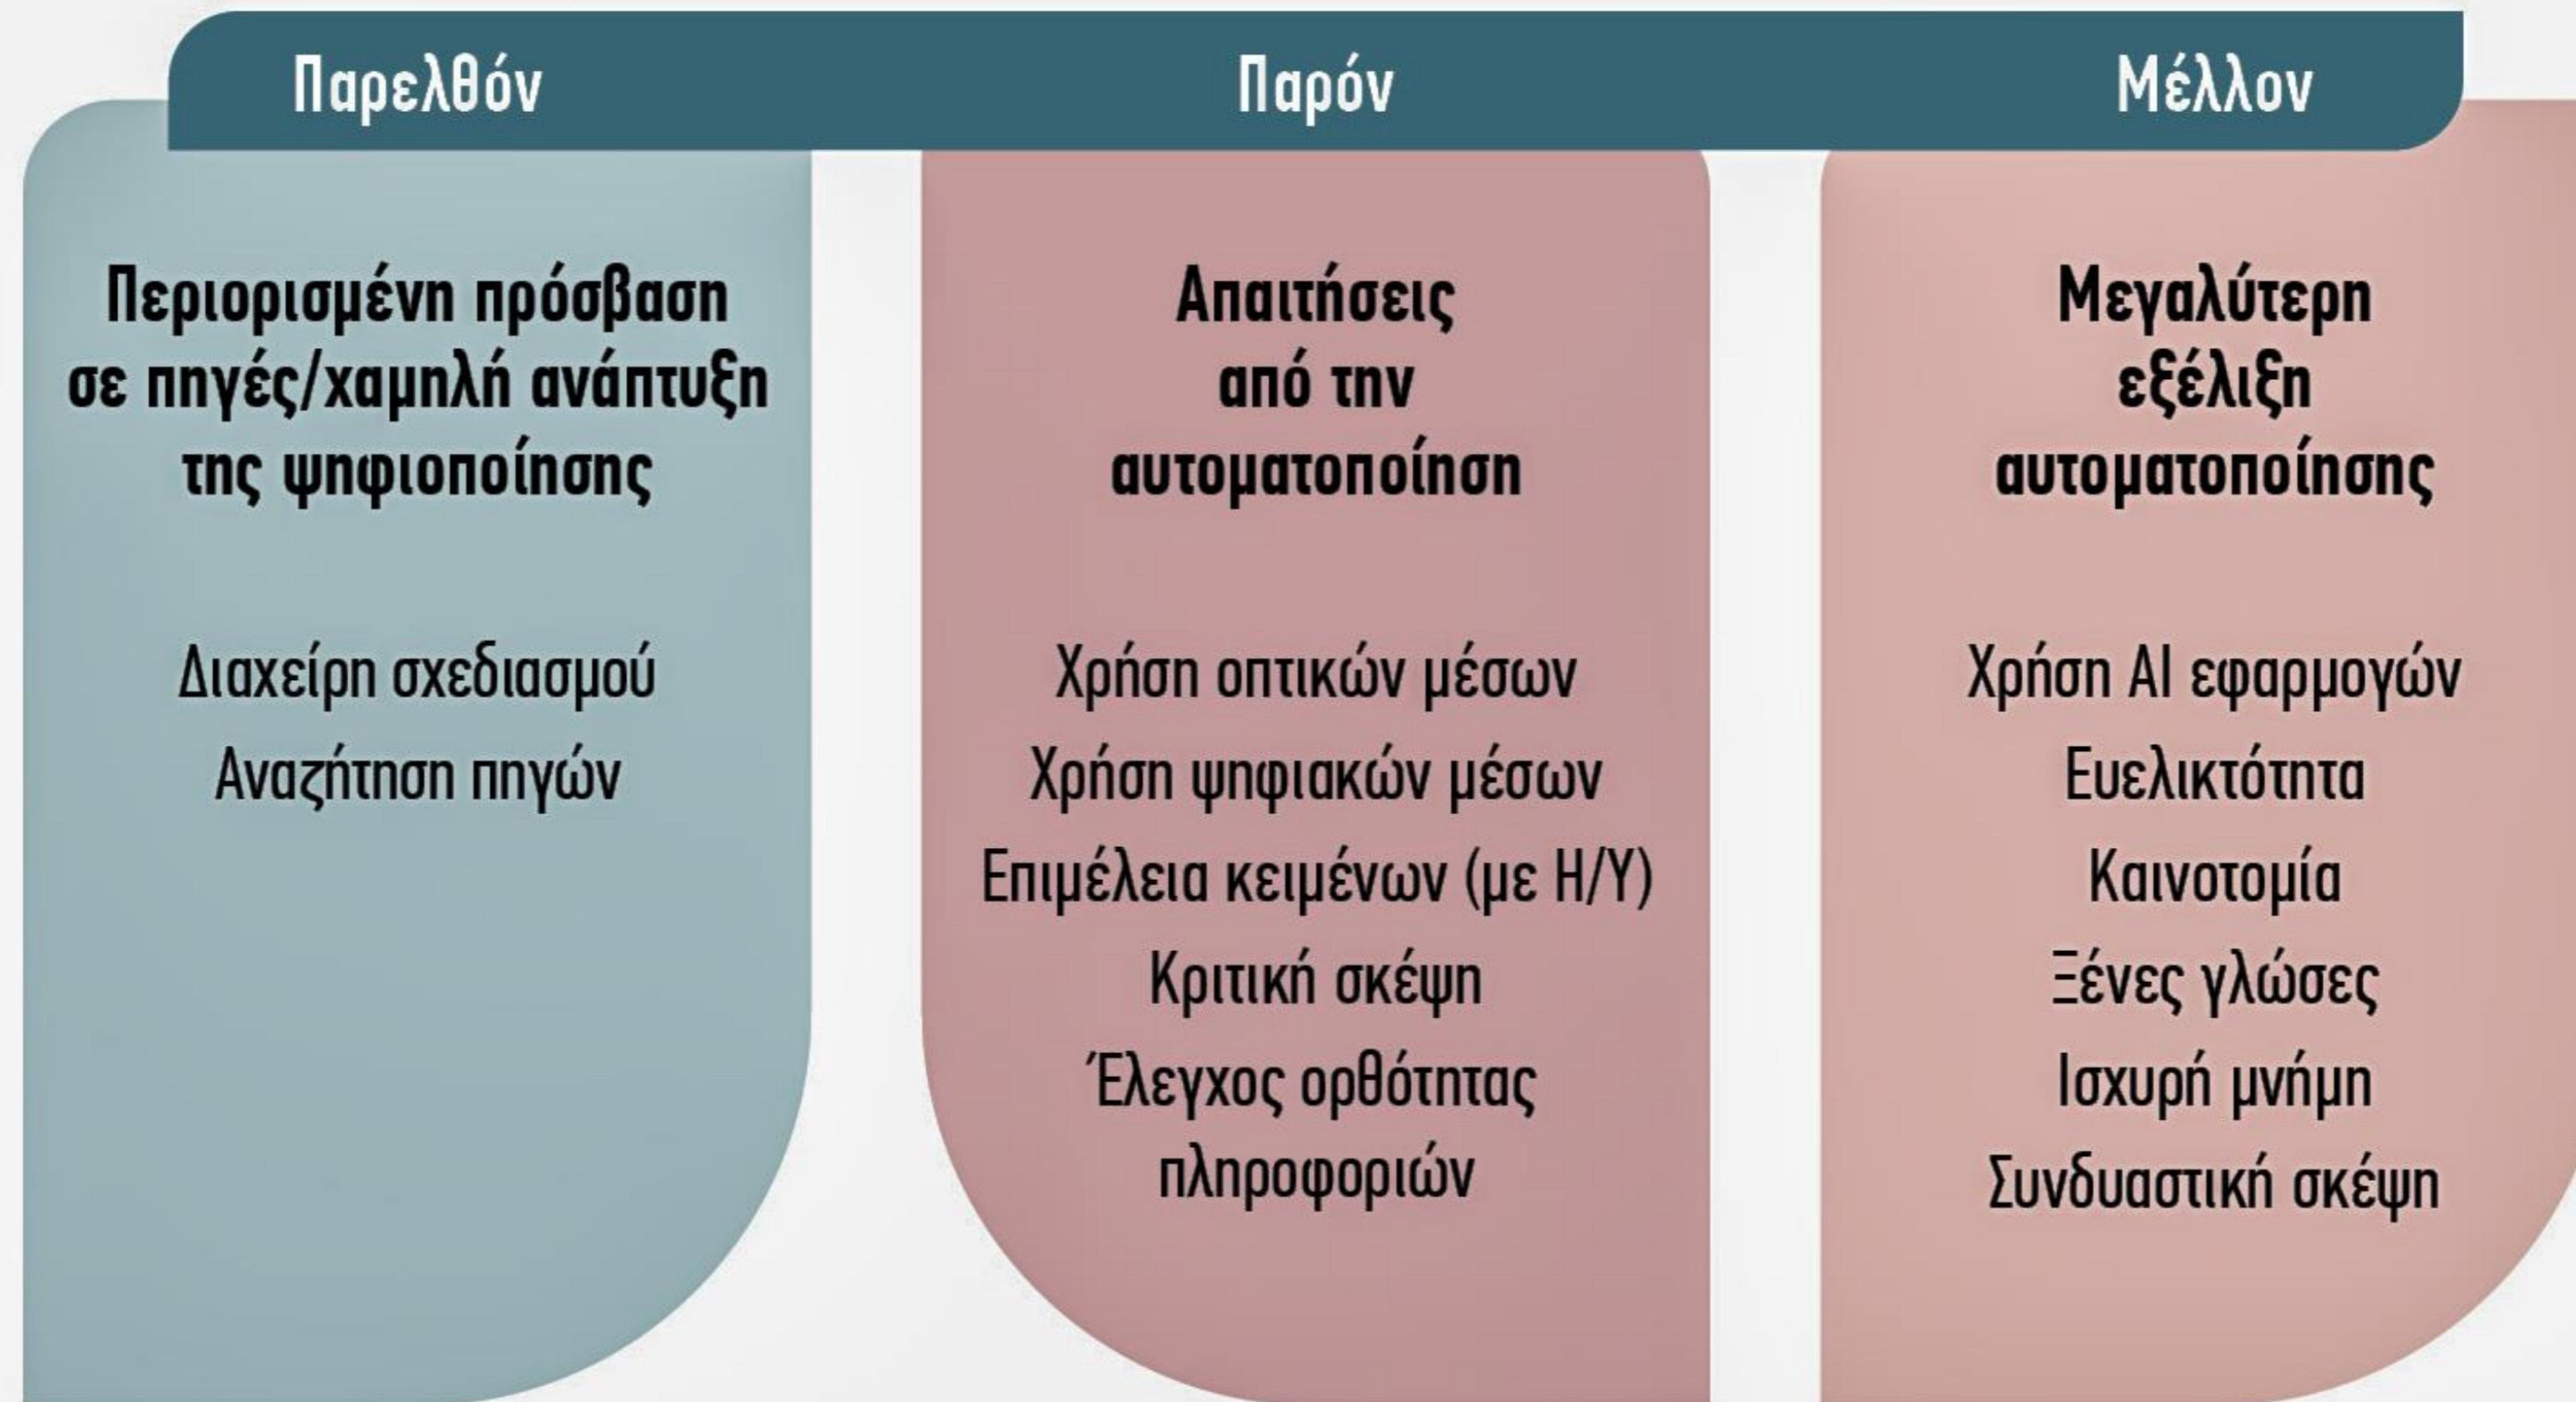 Παρελθόν
Παρόν
Μέλλον
Περιορισμένη πρόσβαση
σε πηγές/χαμηλή ανάπτυξη
της ψηφιοποίησης
Διαχείρη σχεδιασμού
Αναζήτηση πηγών
Απαιτήσεις
από την
αυτοματοποίηση
Χρήση οπτικών μέσων
Χρήση ψηφιακών μέσων
Επιμέλεια κειμένων (με Η/Υ)
Κριτική σκέψη
Έλεγχος ορθότητας
πληροφοριών
Μεγαλύτερη
εξέλιξη
αυτοματοποίησης
Χρήση AI εφαρμογών
Ευελικτότητα
Καινοτομία
Ξένες γλώσες
Ισχυρή μνήμη
Συνδυαστική σκέψη